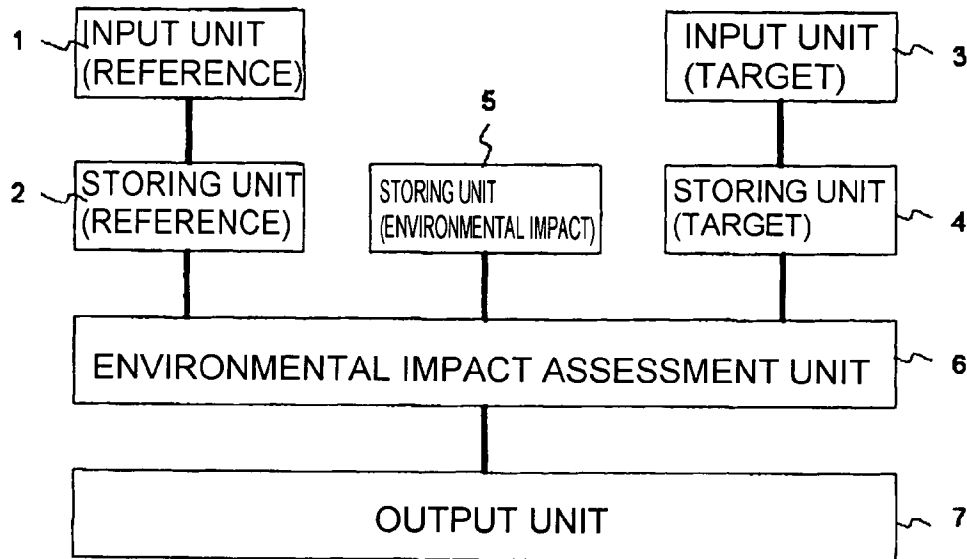 1
INPUT UNIT
(REFERENCE)
INPUT UNIT
(TARGET)
3
5
2
STORING UNIT
(REFERENCE)
STORING UNIT
(ENVIRONMENTAL IMPACT)
STORING UNIT
(TARGET)
4
ENVIRONMENTAL IMPACT ASSESSMENT UNIT
6
OUTPUT UNIT
7